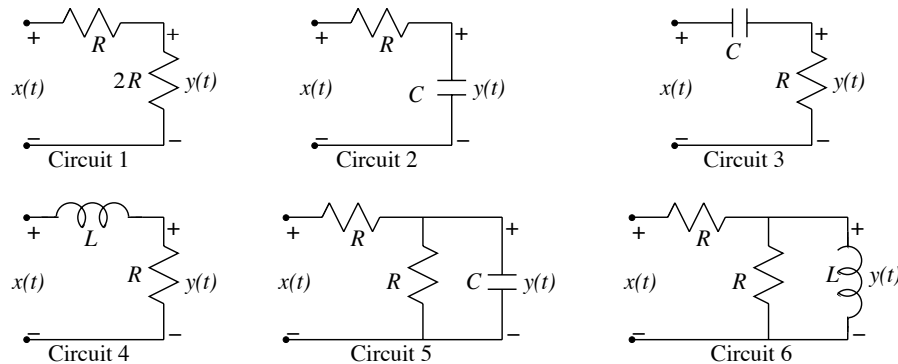 + R + + R + + C +
x(t) 2R y(t) x(t) C y(t) x(t) R y(t)
− − − − − −
Circuit 1 Circuit 2 Circuit 3
+ L + + R + + R +
x(t) R y(t) x(t) R C y(t) x(t) R L y(t)
− − − − − −
Circuit 4 Circuit 5 Circuit 6